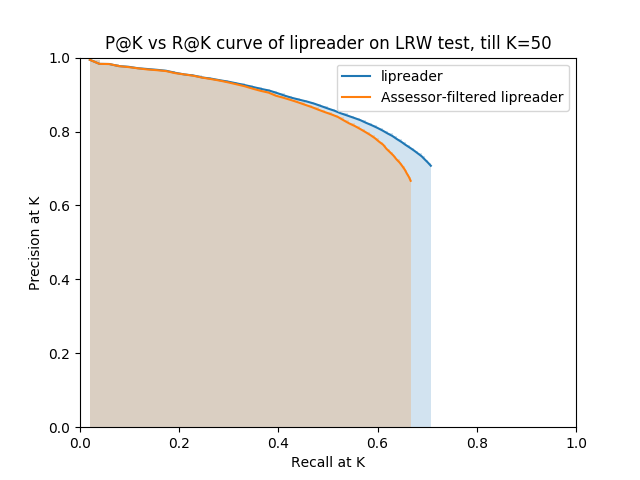 P@K vs R@K curve of lipreader on LRW test, till K=50
lipreader
Assessor-filtered lipreader
Precision at K
1.0
0.8
0.6
0.4
0.2
0.0
0.0 0.2 0.4 0.6 0.8 1.0
Recall at K